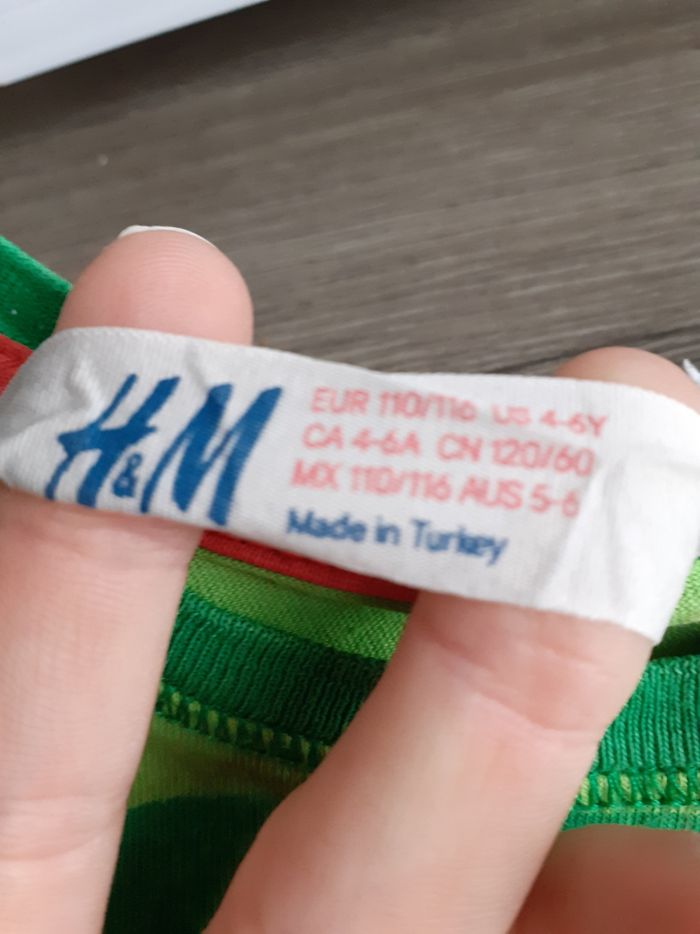 H&M
EUR 110/116 US 4-6Y
CA 4-6A CN 120/60
MX 110/116 AUS 5-6
Made in Turkey